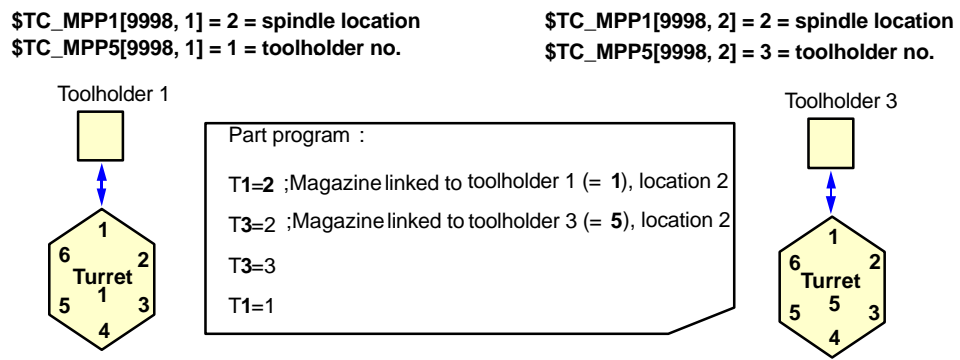 $TC_MPP1[9998, 1] = 2 = spindle location
$TC_MPP5[9998, 1] = 1 = toolholder no.
$TC_MPP1[9998, 2] = 2 = spindle location
$TC_MPP5[9998, 2] = 3 = toolholder no.
Toolholder 1
Toolholder 3
Part program :
T1=2 ;Magazine linked to toolholder 1 (= 1), location 2
T3=2 ;Magazine linked to toolholder 3 (= 5), location 2
T3=3
T1=1
1
6
2
Turret
1
5
3
4
1
6
2
Turret
5
5
3
4